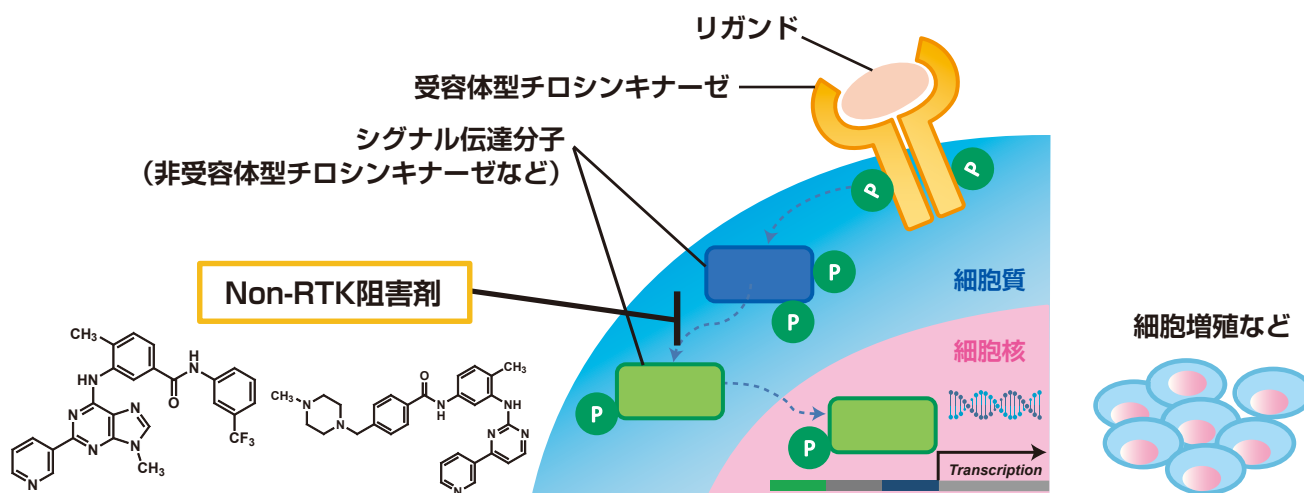 リガンド
受容体型チロシンキナーゼ
シグナル伝達分子
（非受容体型チロシンキナーゼなど）
P
P
Non-RTK阻害剤
P
P
細胞質
細胞核
細胞増殖など
P
P
Transcription
CH3
O
N
H
NH
N
N
N
N
CH3
N
CF3
CH3
N
N
O
N
H
CH3
NH
N
N
N